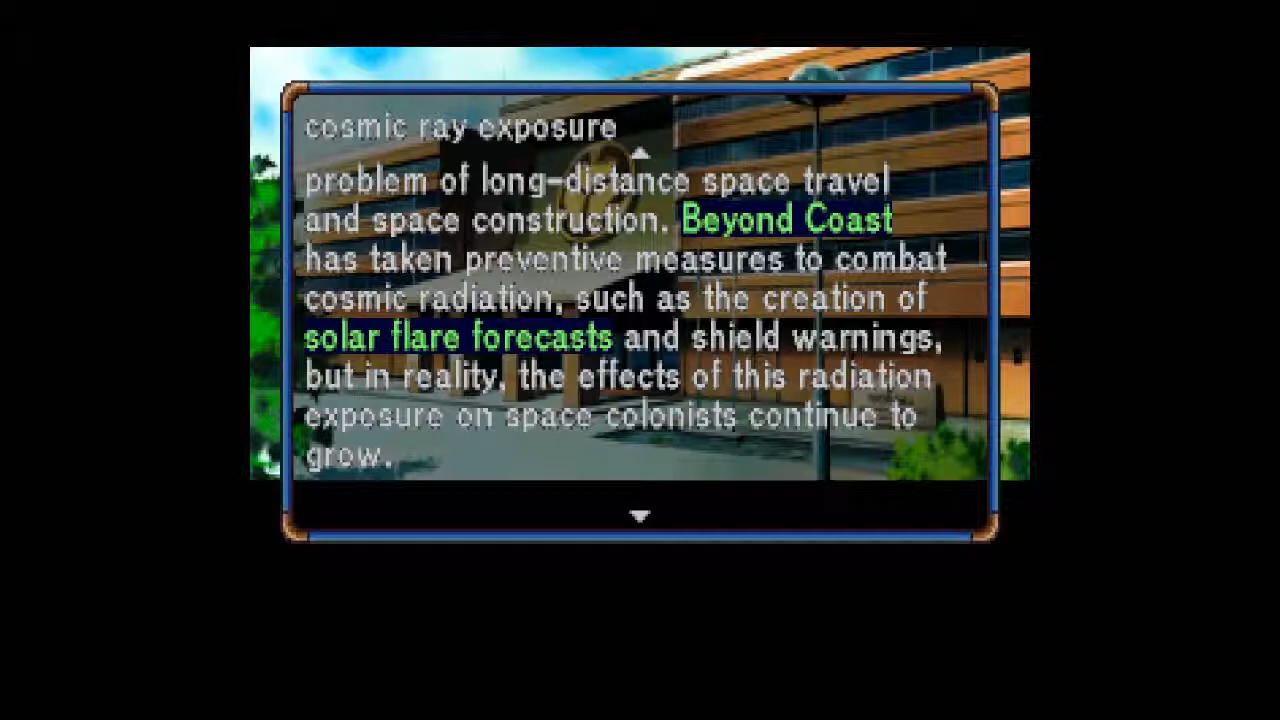 cosmic ray exposure
problem of long-distance space travel
and space construction. Beyond Coast
has taken preventive measures to combat
cosmic radiation, such as the creation of
solar flare forecasts and shield warnings,
but in reality, the effects of this radiation
exposure on space colonists continue to
grow.